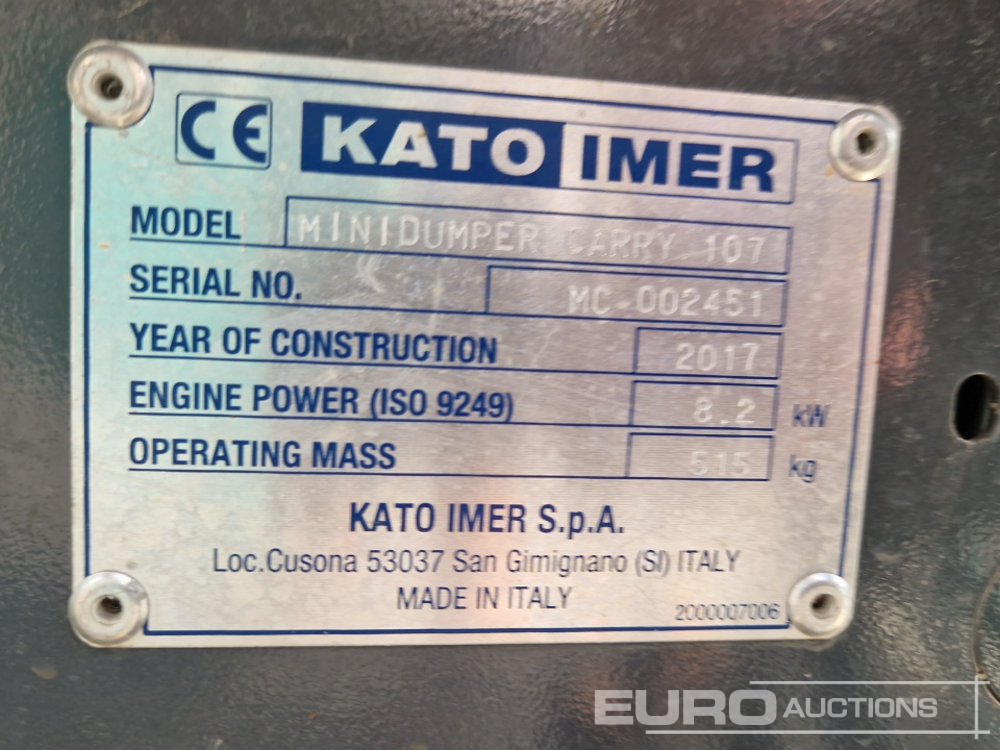 CE KATO IMER
MODEL MINIDUMPER CARRY 107
SERIAL NO. MC-002451
YEAR OF CONSTRUCTION 2017
ENGINE POWER (ISO 9249) 8.2 kW
OPERATING MASS 515 kg
KATO IMER S.p.A.
Loc.Cusona 53037 San Gimignano (SI) ITALY
MADE IN ITALY
2000007006
EURO AUCTIONS